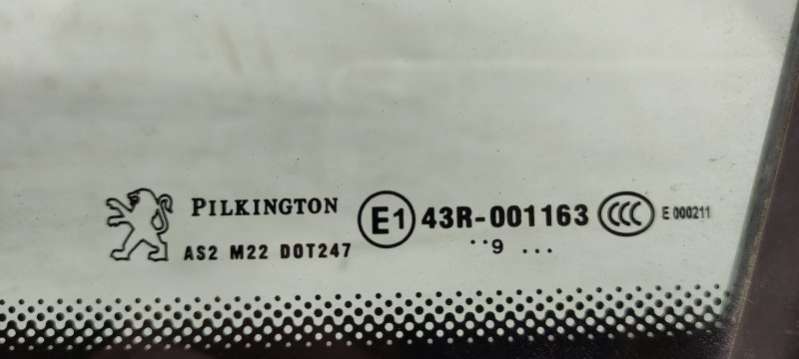 PILKINGTON
AS2 M22 DOT247
E1 43R-001163 CCC E 000211
..9 ...